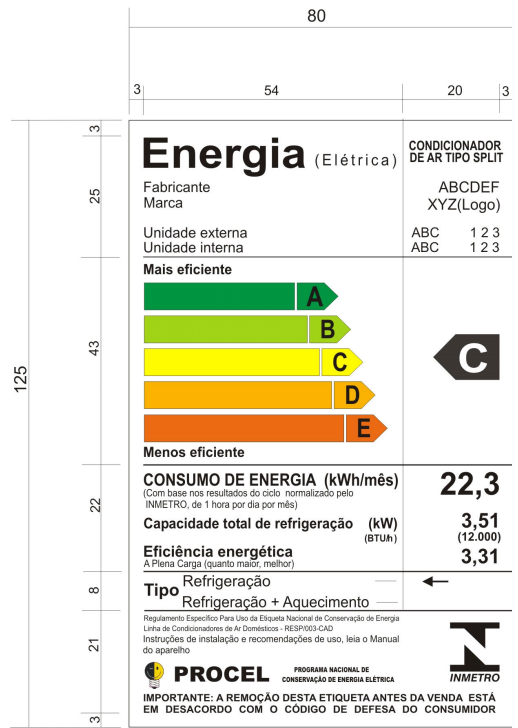 80
3 54 20 3
3
25
43
125
22
8
21
3
Energia (Elétrica)
CONDICIONADOR
DE AR TIPO SPLIT
Fabricante ABCDEF
Marca XYZ(Logo)
Unidade externa ABC 1 2 3
Unidade interna ABC 1 2 3
Mais eficiente
A
B
C
D
E
C
Menos eficiente
CONSUMO DE ENERGIA (kWh/mês) 22,3
(Com base nos resultados do ciclo normalizado pelo
INMETRO, de 1 hora por dia por mês)
Capacidade total de refrigeração (kW) 3,51
(BTU/h) (12.000)
Eficiência energética 3,31
A Plena Carga (quanto maior, melhor)
Tipo
Refrigeração
Refrigeração + Aquecimento
Regulamento Específico Para Uso da Etiqueta Nacional de Conservação de Energia
Linha de Condicionadores de Ar Domésticos - RESP/003-CAD
Instruções de instalação e recomendações de uso, leia o Manual
do aparelho
PROCEL
PROGRAMA NACIONAL DE
CONSERVAÇÃO DE ENERGIA ELÉTRICA
INMETRO
IMPORTANTE: A REMOÇÃO DESTA ETIQUETA ANTES DA VENDA ESTÁ
EM DESACORDO COM O CÓDIGO DE DEFESA DO CONSUMIDOR